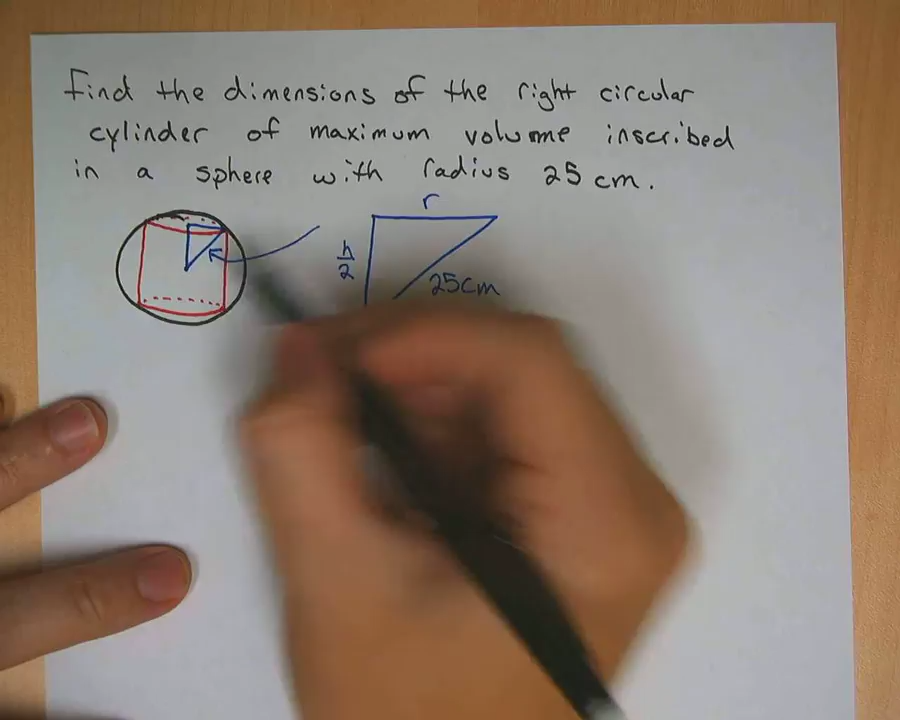 Find the dimensions of the right circular
cylinder of maximum volume inscribed
in a sphere with radius 25 cm.
r
h
2
25cm